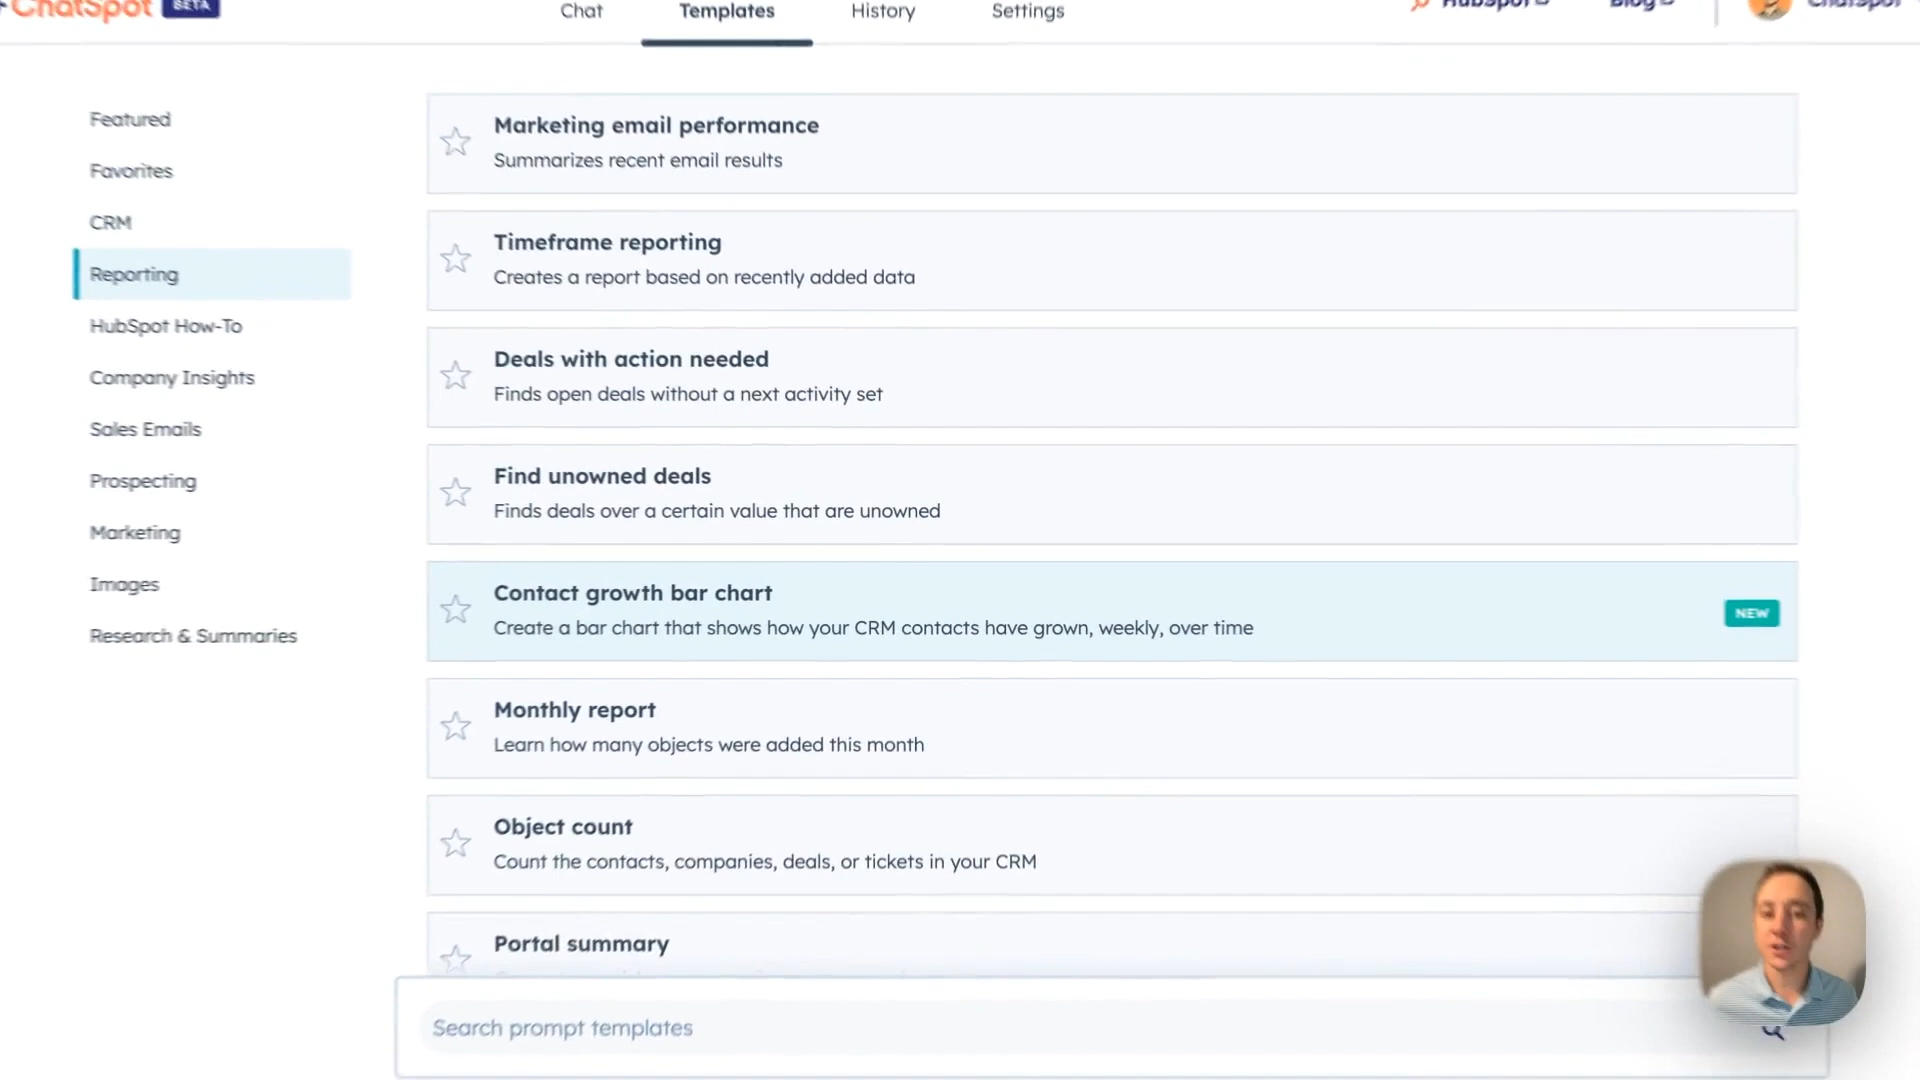 ChatSpot BETA
Chat
Templates
History
Settings
HubSpot
Blog
ChatSpot
Featured
Favorites
CRM
Reporting
HubSpot How-To
Company Insights
Sales Emails
Prospecting
Marketing
Images
Research & Summaries
Marketing email performance
Summarizes recent email results
Timeframe reporting
Creates a report based on recently added data
Deals with action needed
Finds open deals without a next activity set
Find unowned deals
Finds deals over a certain value that are unowned
Contact growth bar chart
Create a bar chart that shows how your CRM contacts have grown, weekly, over time
NEW
Monthly report
Learn how many objects were added this month
Object count
Count the contacts, companies, deals, or tickets in your CRM
Portal summary
Search prompt templates